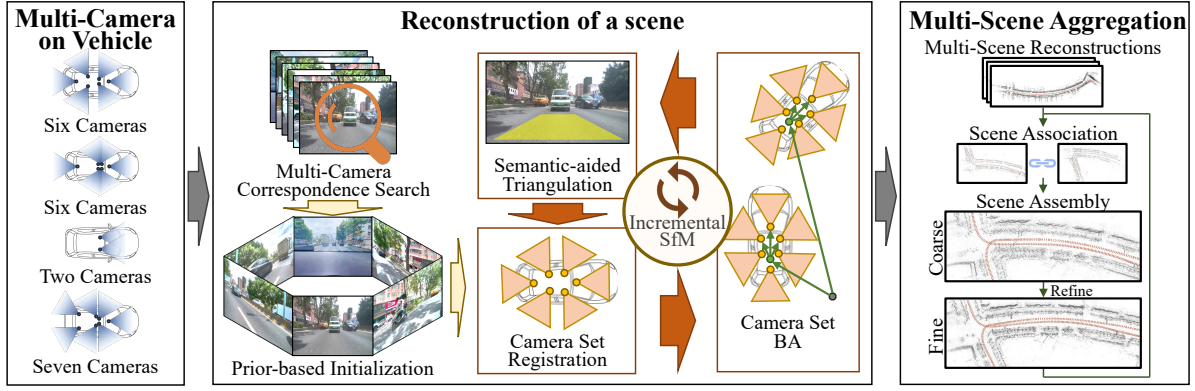 Multi-Camera
on Vehicle
Six Cameras
Six Cameras
Two Cameras
Seven Cameras
Reconstruction of a scene
Multi-Camera
Correspondence Search
Prior-based Initialization
Semantic-aided
Triangulation
Incremental
SfM
Camera Set
Registration
Camera Set
BA
Multi-Scene Aggregation
Multi-Scene Reconstructions
Scene Association
Scene Assembly
Coarse
Refine
Fine